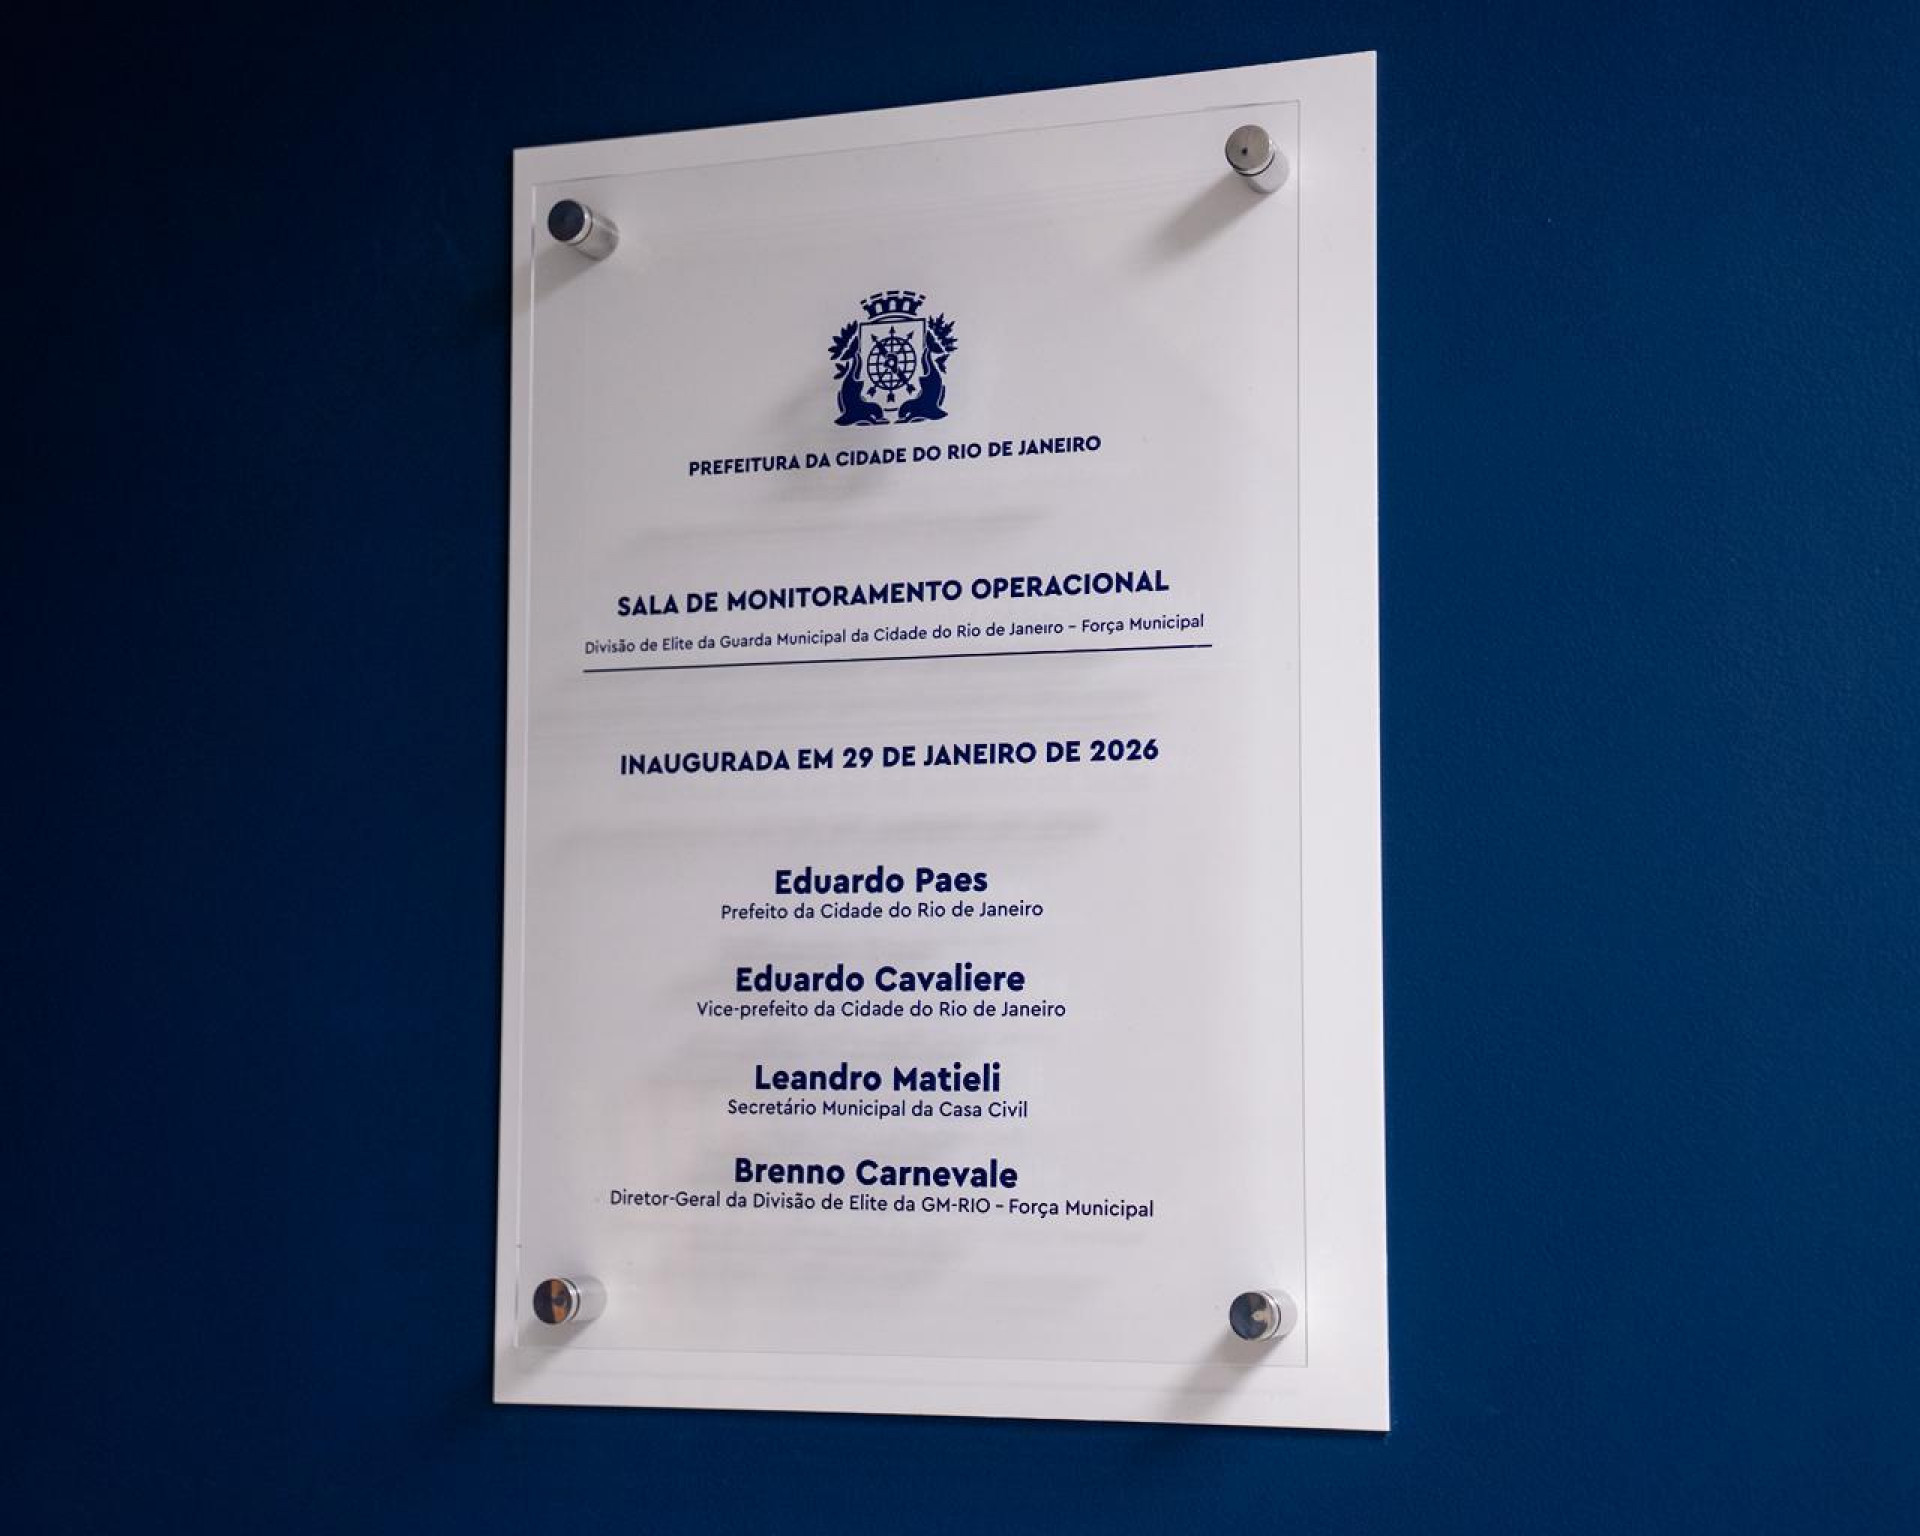 PREFEITURA DA CIDADE DO RIO DE JANEIRO
SALA DE MONITORAMENTO OPERACIONAL
Divisão de Elite da Guarda Municipal da Cidade do Rio de Janeiro - Força Municipal
INAUGURADA EM 29 DE JANEIRO DE 2026
Eduardo Paes
Prefeito da Cidade do Rio de Janeiro
Eduardo Cavaliere
Vice-prefeito da Cidade do Rio de Janeiro
Leandro Matieli
Secretário Municipal da Casa Civil
Brenno Carnevale
Diretor-Geral da Divisão de Elite da GM-RIO - Força Municipal